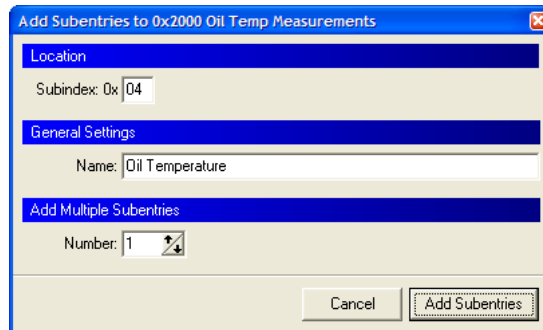 Add Subentries to 0x2000 Oil Temp Measurements
Location
Subindex: 0x 04
General Settings
Name: Oil Temperature
Add Multiple Subentries
Number: 1
Cancel Add Subentries